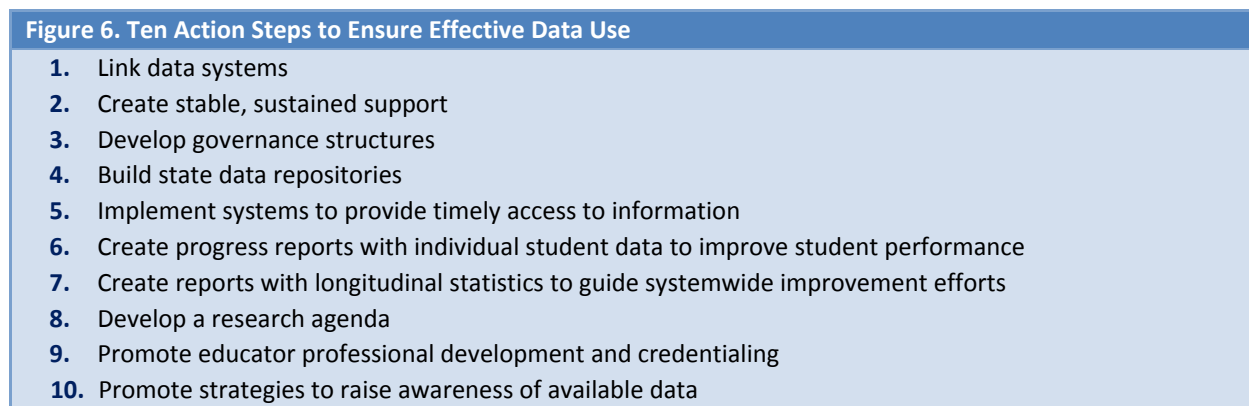 Figure 6. Ten Action Steps to Ensure Effective Data Use
1. Link data systems
2. Create stable, sustained support
3. Develop governance structures
4. Build state data repositories
5. Implement systems to provide timely access to information
6. Create progress reports with individual student data to improve student performance
7. Create reports with longitudinal statistics to guide systemwide improvement efforts
8. Develop a research agenda
9. Promote educator professional development and credentialing
10. Promote strategies to raise awareness of available data